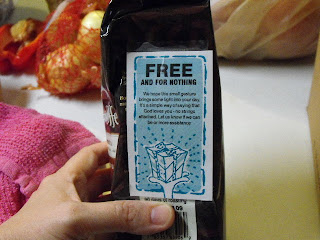 FREE
AND FOR NOTHING
We hope this small gesture
brings some light into your day.
It's a simple way of saying that
God loves you - no strings
attached. Let us know if we can
be of more assistance!